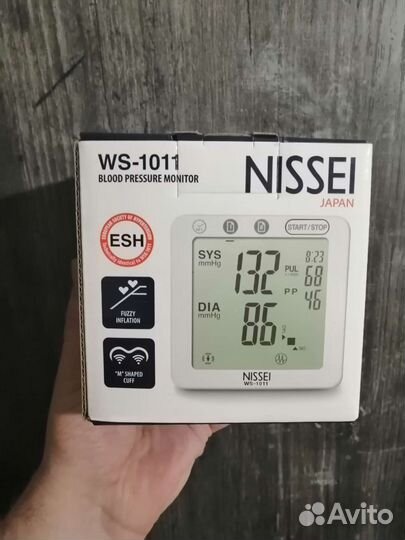 WS-1011
BLOOD PRESSURE MONITOR
NISSEI
JAPAN
ESH
START/STOP
SYS
mmHg
132
8:23
PUL
68
PP
46
DIA
mmHg
86
FUZZY
INFLATION
"M" SHAPED
CUFF
NISSEI
WS-1011
Avito